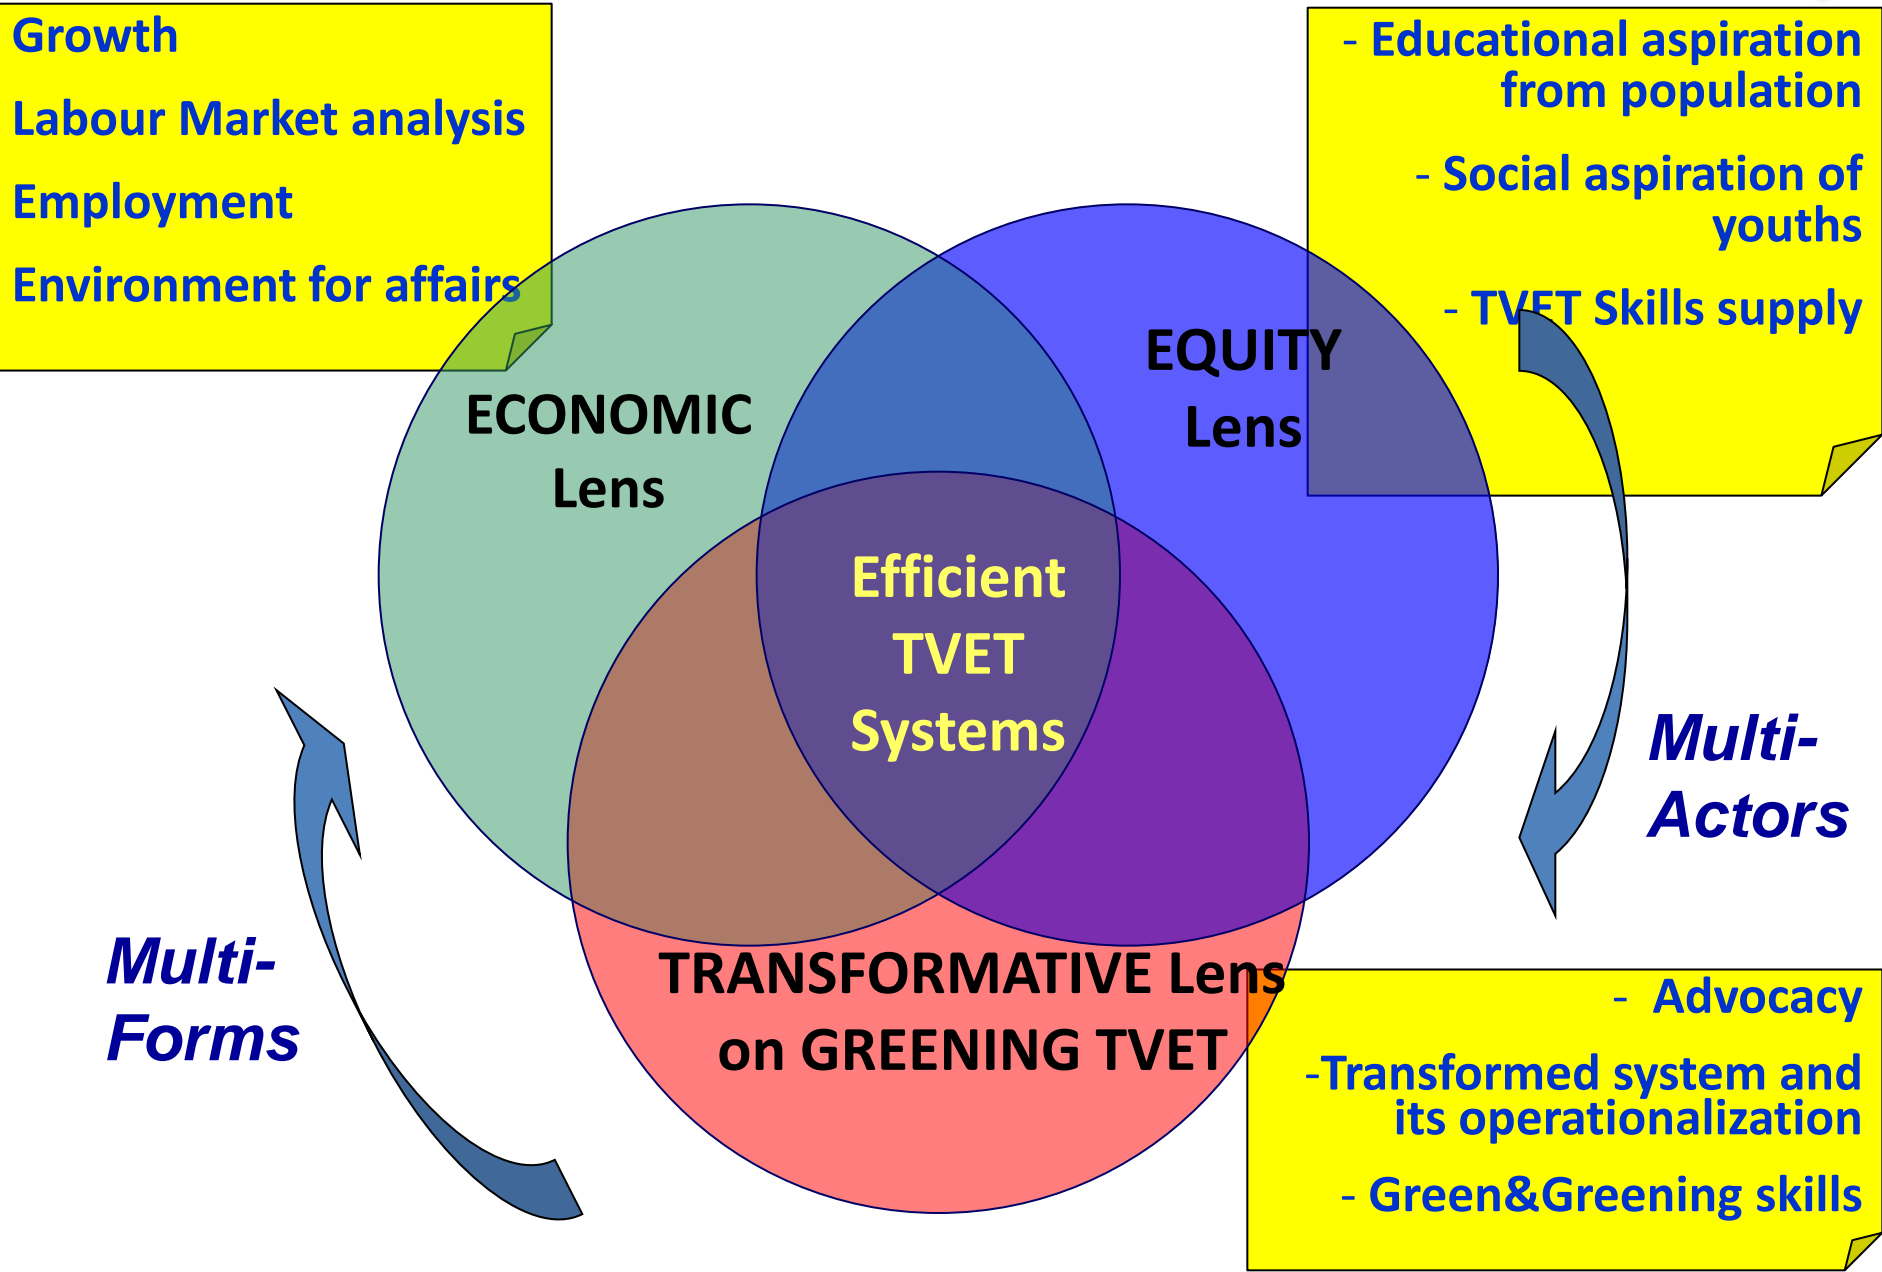 Growth
Labour Market analysis
Employment
Environment for affairs
- Educational aspiration
from population
- Social aspiration of
youths
- TVET Skills supply
ECONOMIC
Lens
EQUITY
Lens
Efficient
TVET
Systems
Multi-
Actors
Multi-
Forms
TRANSFORMATIVE Lens
on GREENING TVET
- Advocacy
-Transformed system and
its operationalization
- Green&Greening skills